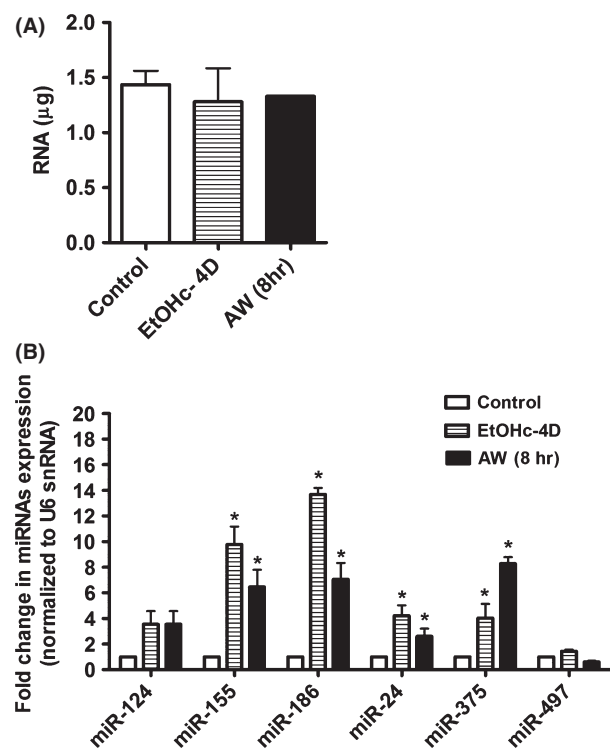 (A)
2.0
1.5
1.0
0.5
0.0
RNA (µg)
Control
EtOHc- 4D
AW (8hr)
(B)
Fold change in miRNAs expression
(normalized to U6 snRNA)
20
18
16
14
12
10
8
6
4
2
0
Control
EtOHc-4D
AW (8 hr)
* * * * * * * *
miR-124
miR-155
miR-186
miR-24
miR-375
miR-497